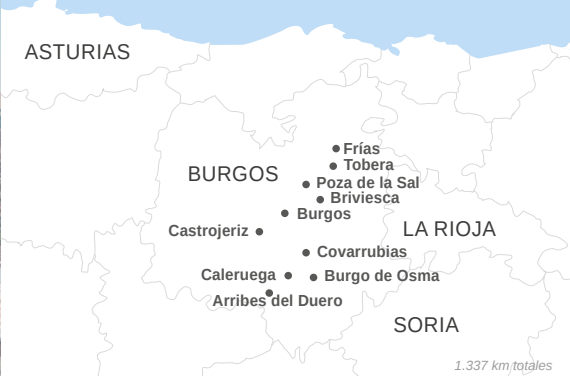 ASTURIAS
Frías
Tobera
BURGOS
Poza de la Sal
Briviesca
Burgos
Castrojeriz
LA RIOJA
Covarrubias
Caleruega
Burgo de Osma
Arribes del Duero
SORIA
1.337 km totales